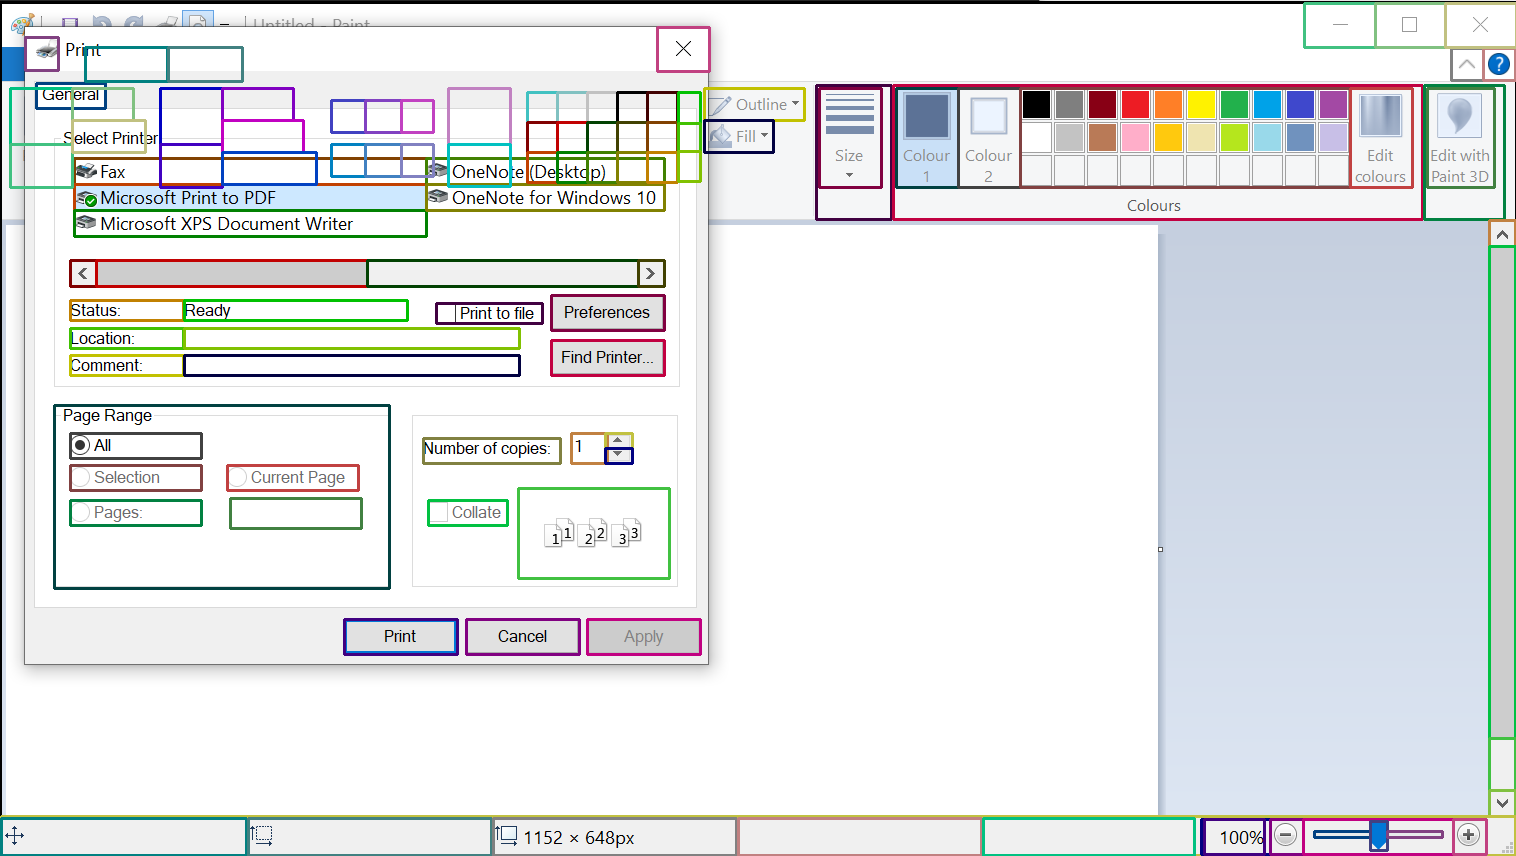 Untitled - Paint
Print
General
Select Printer
Fax
OneNote (Desktop)
Microsoft Print to PDF
OneNote for Windows 10
Microsoft XPS Document Writer
Status:
Ready
Print to file
Preferences
Location:
Comment:
Find Printer...
Page Range
All
Selection
Current Page
Pages:
Number of copies:
1
Collate
1 1 2 2 3 3
Print
Cancel
Apply
Outline
Fill
Size
Colour 1
Colour 2
Edit colours
Edit with Paint 3D
Colours
1152 × 648px
100%